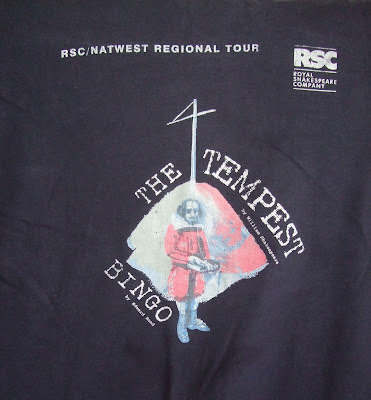 RSC/NATWEST REGIONAL TOUR
RSC
ROYAL
SHAKESPEARE
COMPANY
THE TEMPEST
by William Shakespeare
BINGO
by Edward Bond